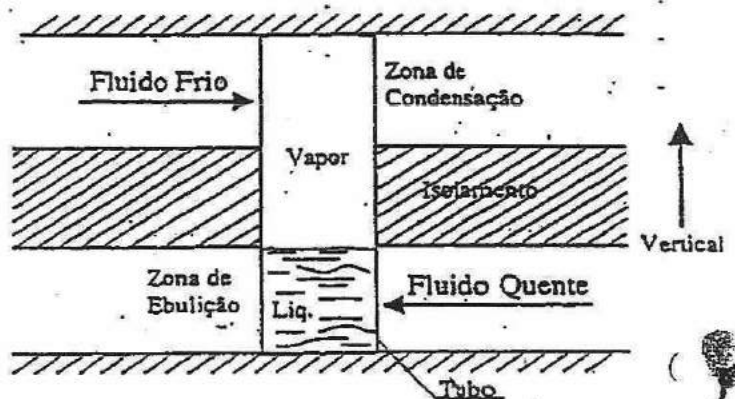 Fluido Frio
Zona de
Condensação
Vapor
Isolamento
Vertical
Zona de
Ebulição
Liq.
Fluido Quente
Tubo